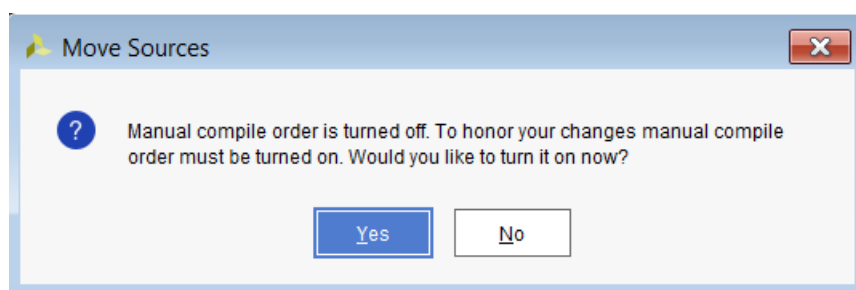 Move Sources
Manual compile order is turned off. To honor your changes manual compile
order must be turned on. Would you like to turn it on now?
Yes
No